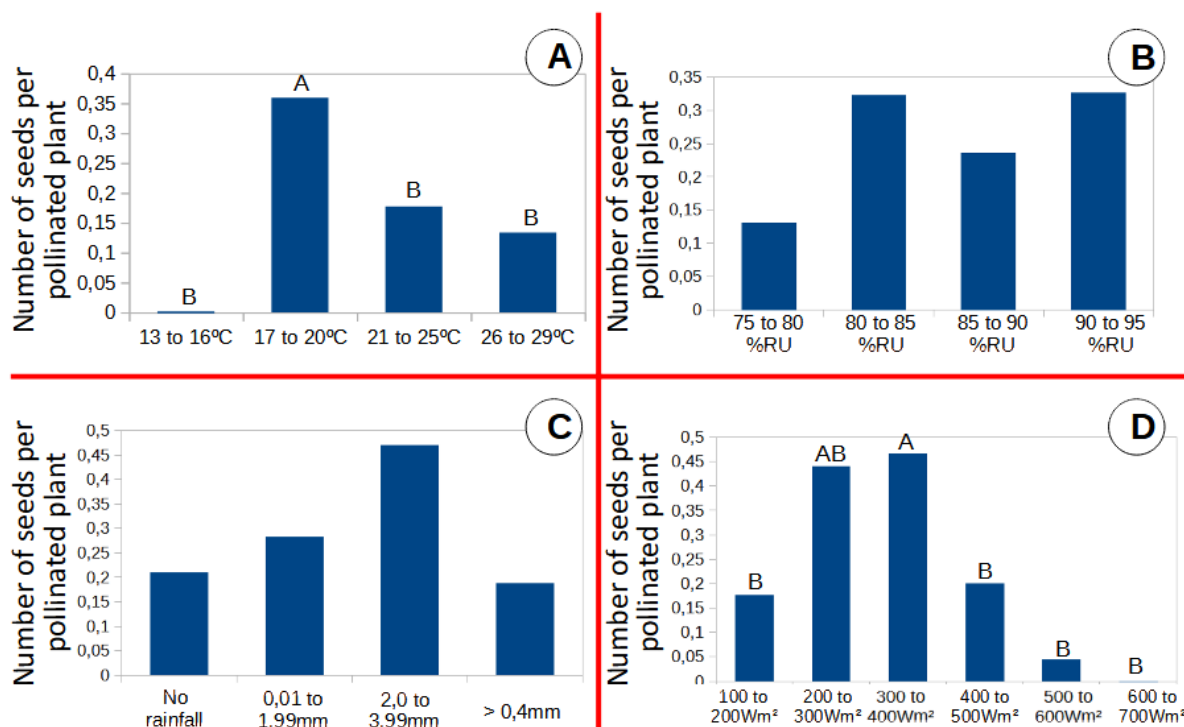 A
Number of seeds per
pollinated plant
0,4
0,35
0,3
0,25
0,2
0,15
0,1
0,05
0
B
A
B
B
13 to 16ºC
17 to 20ºC
21 to 25ºC
26 to 29ºC
B
Number of seeds per
pollinated plant
0,35
0,3
0,25
0,2
0,15
0,1
0,05
0
75 to 80
%RU
80 to 85
%RU
85 to 90
%RU
90 to 95
%RU
C
Number of seeds per
pollinated plant
0,5
0,45
0,4
0,35
0,3
0,25
0,2
0,15
0,1
0,05
0
No
rainfall
0,01 to
1,99mm
2,0 to
3,99mm
> 0,4mm
D
Number of seeds per
pollinated plant
0,5
0,45
0,4
0,35
0,3
0,25
0,2
0,15
0,1
0,05
0
B
AB
A
B
B
B
100 to
200Wm²
200 to
300Wm²
300 to
400Wm²
400 to
500Wm²
500 to
600Wm²
600 to
700Wm²